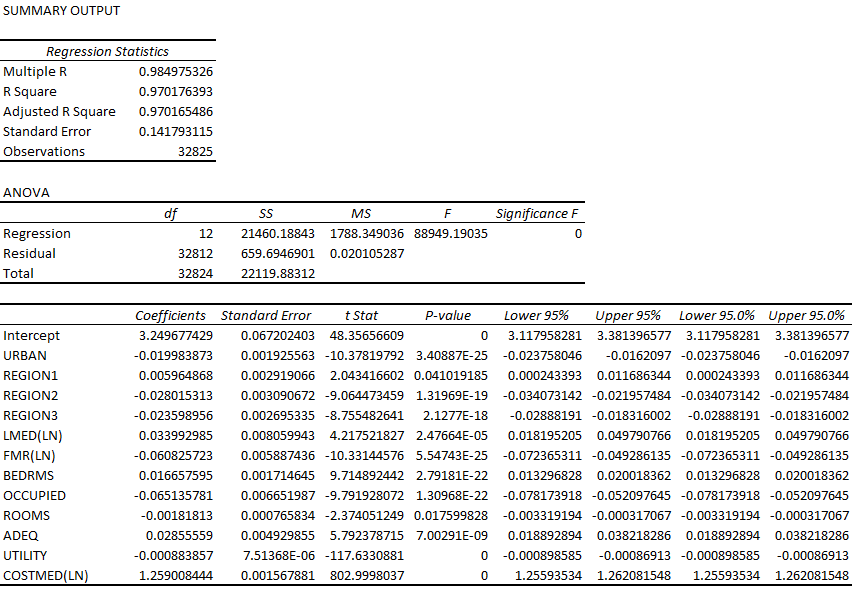 SUMMARY OUTPUT
Regression Statistics
Multiple R 0.984975326
R Square 0.970176393
Adjusted R Square 0.970165486
Standard Error 0.141793115
Observations 32825
ANOVA
df SS MS F Significance F
Regression 12 21460.18843 1788.349036 88949.19035 0
Residual 32812 659.6946901 0.020105287
Total 32824 22119.88312
Coefficients Standard Error t Stat P-value Lower 95% Upper 95% Lower 95.0% Upper 95.0%
Intercept 3.249677429 0.067202403 48.35656609 0 3.117958281 3.381396577 3.117958281 3.381396577
URBAN -0.019983873 0.001925563 -10.37819792 3.40887E-25 -0.023758046 -0.0162097 -0.023758046 -0.0162097
REGION1 0.005964868 0.002919066 2.043416602 0.041019185 0.000243393 0.011686344 0.000243393 0.011686344
REGION2 -0.028015313 0.003090672 -9.064473459 1.31969E-19 -0.034073142 -0.021957484 -0.034073142 -0.021957484
REGION3 -0.023598956 0.002695335 -8.755482641 2.1277E-18 -0.02888191 -0.018316002 -0.02888191 -0.018316002
LMED(LN) 0.033992985 0.008059943 4.217521827 2.47664E-05 0.018195205 0.049790766 0.018195205 0.049790766
FMR(LN) -0.060825723 0.005887436 -10.33144576 5.54743E-25 -0.072365311 -0.049286135 -0.072365311 -0.049286135
BEDRMS 0.016657595 0.001714645 9.714892442 2.79181E-22 0.013296828 0.020018362 0.013296828 0.020018362
OCCUPIED -0.065135781 0.006651987 -9.791928072 1.30968E-22 -0.078173918 -0.052097645 -0.078173918 -0.052097645
ROOMS -0.00181813 0.000765834 -2.374051249 0.017599828 -0.003319194 -0.000317067 -0.003319194 -0.000317067
ADEQ 0.02855559 0.004929855 5.792378715 7.00291E-09 0.018892894 0.038218286 0.018892894 0.038218286
UTILITY -0.000883857 7.51368E-06 -117.6330881 0 -0.000898585 -0.00086913 -0.000898585 -0.00086913
COSTMED(LN) 1.259008444 0.001567881 802.9998037 0 1.25593534 1.262081548 1.25593534 1.262081548